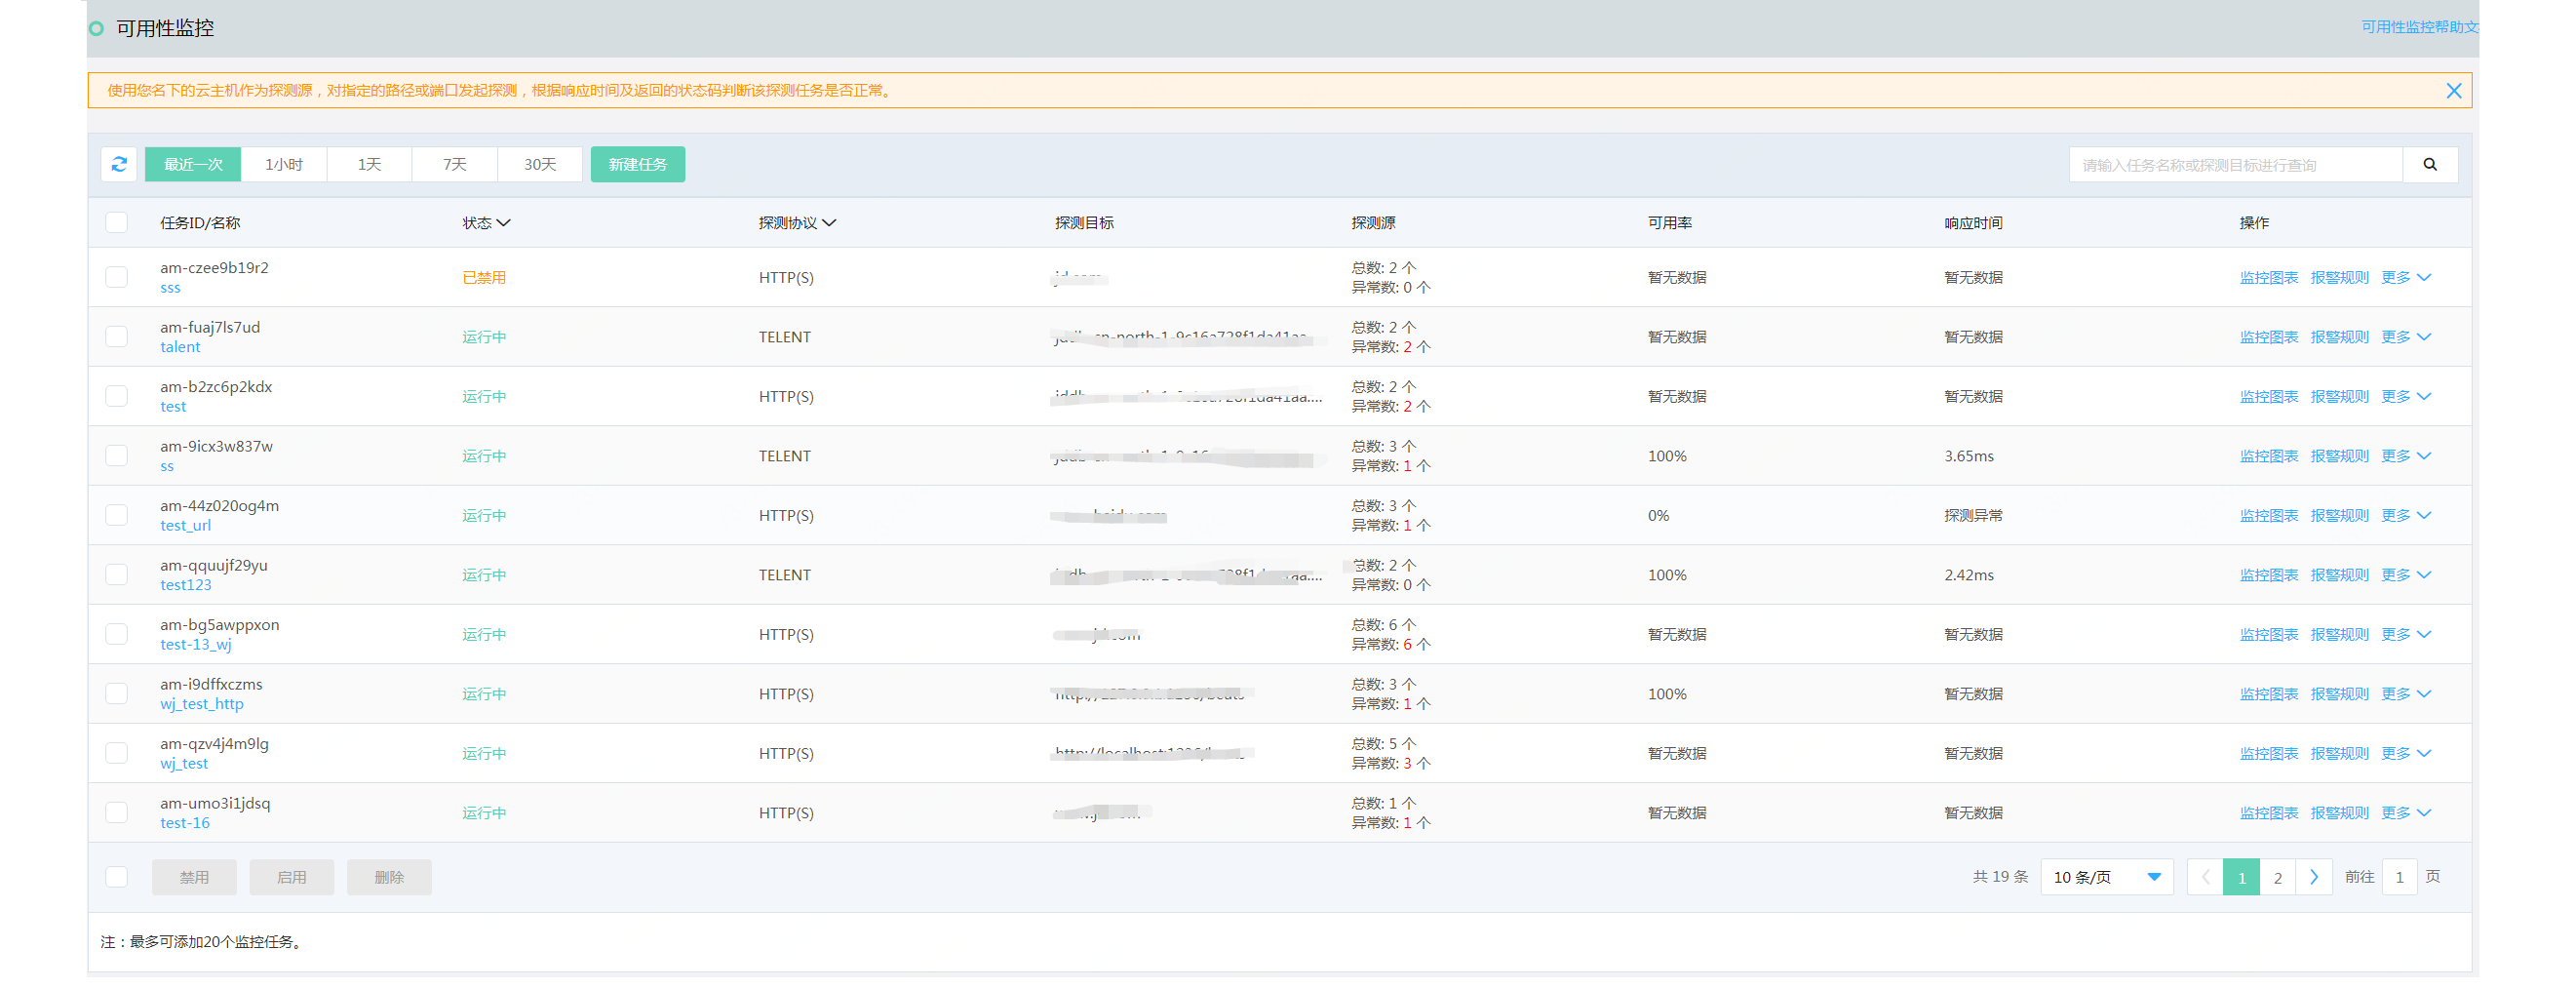 可用性监控
可用性监控帮助文
使用您名下的云主机作为探测源，对指定的路径或端口发起探测，根据响应时间及返回的状态码判断该探测任务是否正常。
最近一次 1小时 1天 7天 30天 新建任务 请输入任务名称或探测目标进行查询
任务ID/名称 状态 探测协议 探测目标 探测源 可用率 响应时间 操作
am-czee9b19r2 总数: 2 个
已禁用 HTTP(S) 暂无数据 暂无数据 监控图表 报警规则 更多
sss 异常数: 0 个
am-fuaj7ls7ud 总数: 2 个
运行中 TELENT 暂无数据 暂无数据 监控图表 报警规则 更多
talent 异常数: 2 个
am-b2zc6p2kdx 总数: 2 个
运行中 HTTP(S) 暂无数据 暂无数据 监控图表 报警规则 更多
test 异常数: 2 个
am-9icx3w837w 总数: 3 个
运行中 TELENT 100% 3.65ms 监控图表 报警规则 更多
ss 异常数: 1 个
am-44z020og4m 总数: 3 个
运行中 HTTP(S) 0% 探测异常 监控图表 报警规则 更多
test_url 异常数: 1 个
am-qquujf29yu 总数: 2 个
运行中 TELENT 100% 2.42ms 监控图表 报警规则 更多
test123 异常数: 0 个
am-bg5awppxon 总数: 6 个
运行中 HTTP(S) 暂无数据 暂无数据 监控图表 报警规则 更多
test-13_wj 异常数: 6 个
am-i9dffxczms 总数: 3 个
运行中 HTTP(S) 100% 暂无数据 监控图表 报警规则 更多
wj_test_http 异常数: 1 个
am-qzv4j4m9lg 总数: 5 个
运行中 HTTP(S) 暂无数据 暂无数据 监控图表 报警规则 更多
wj_test 异常数: 3 个
am-umo3i1jdsq 总数: 1 个
运行中 HTTP(S) 暂无数据 暂无数据 监控图表 报警规则 更多
test-16 异常数: 1 个
禁用 启用 删除 共 19 条 10 条/页 1 2 前往 1 页
注：最多可添加20个监控任务。